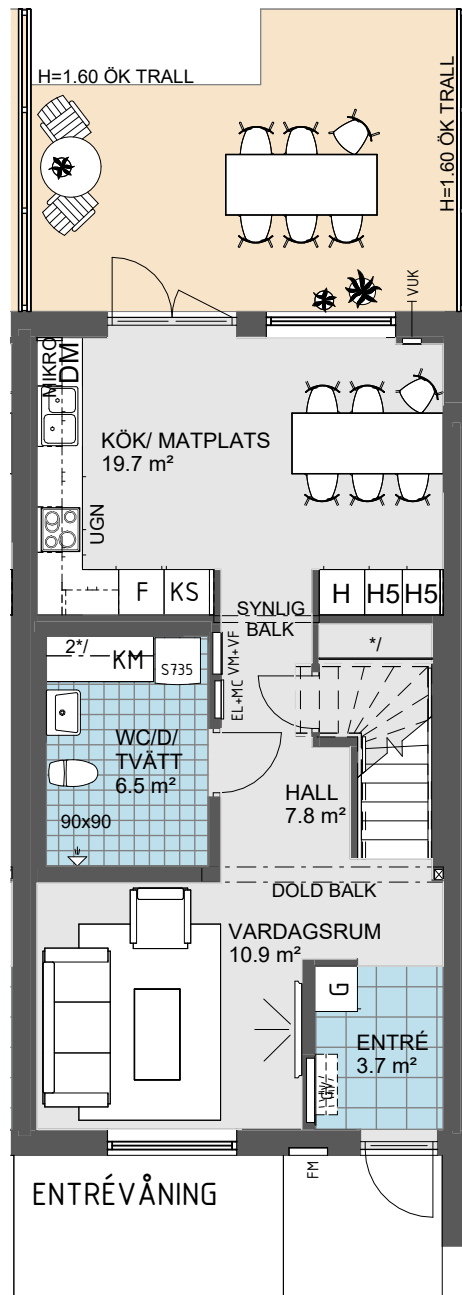 H=1.60 ÖK TRALL
H=1.60 ÖK TRALL
VUK
MIKRO
DM
KÖK/ MATPLATS
19.7 m²
UGN
F
KS
H
H5
H5
SYNLIG
BALK
2*/
KM
S735
EL+MC VM+VF
*/
WC/D/
TVÄTT
6.5 m²
90x90
HALL
7.8 m²
DOLD BALK
VARDAGSRUM
10.9 m²
G
ENTRÉ
3.7 m²
FM
ENTRÉVÅNING